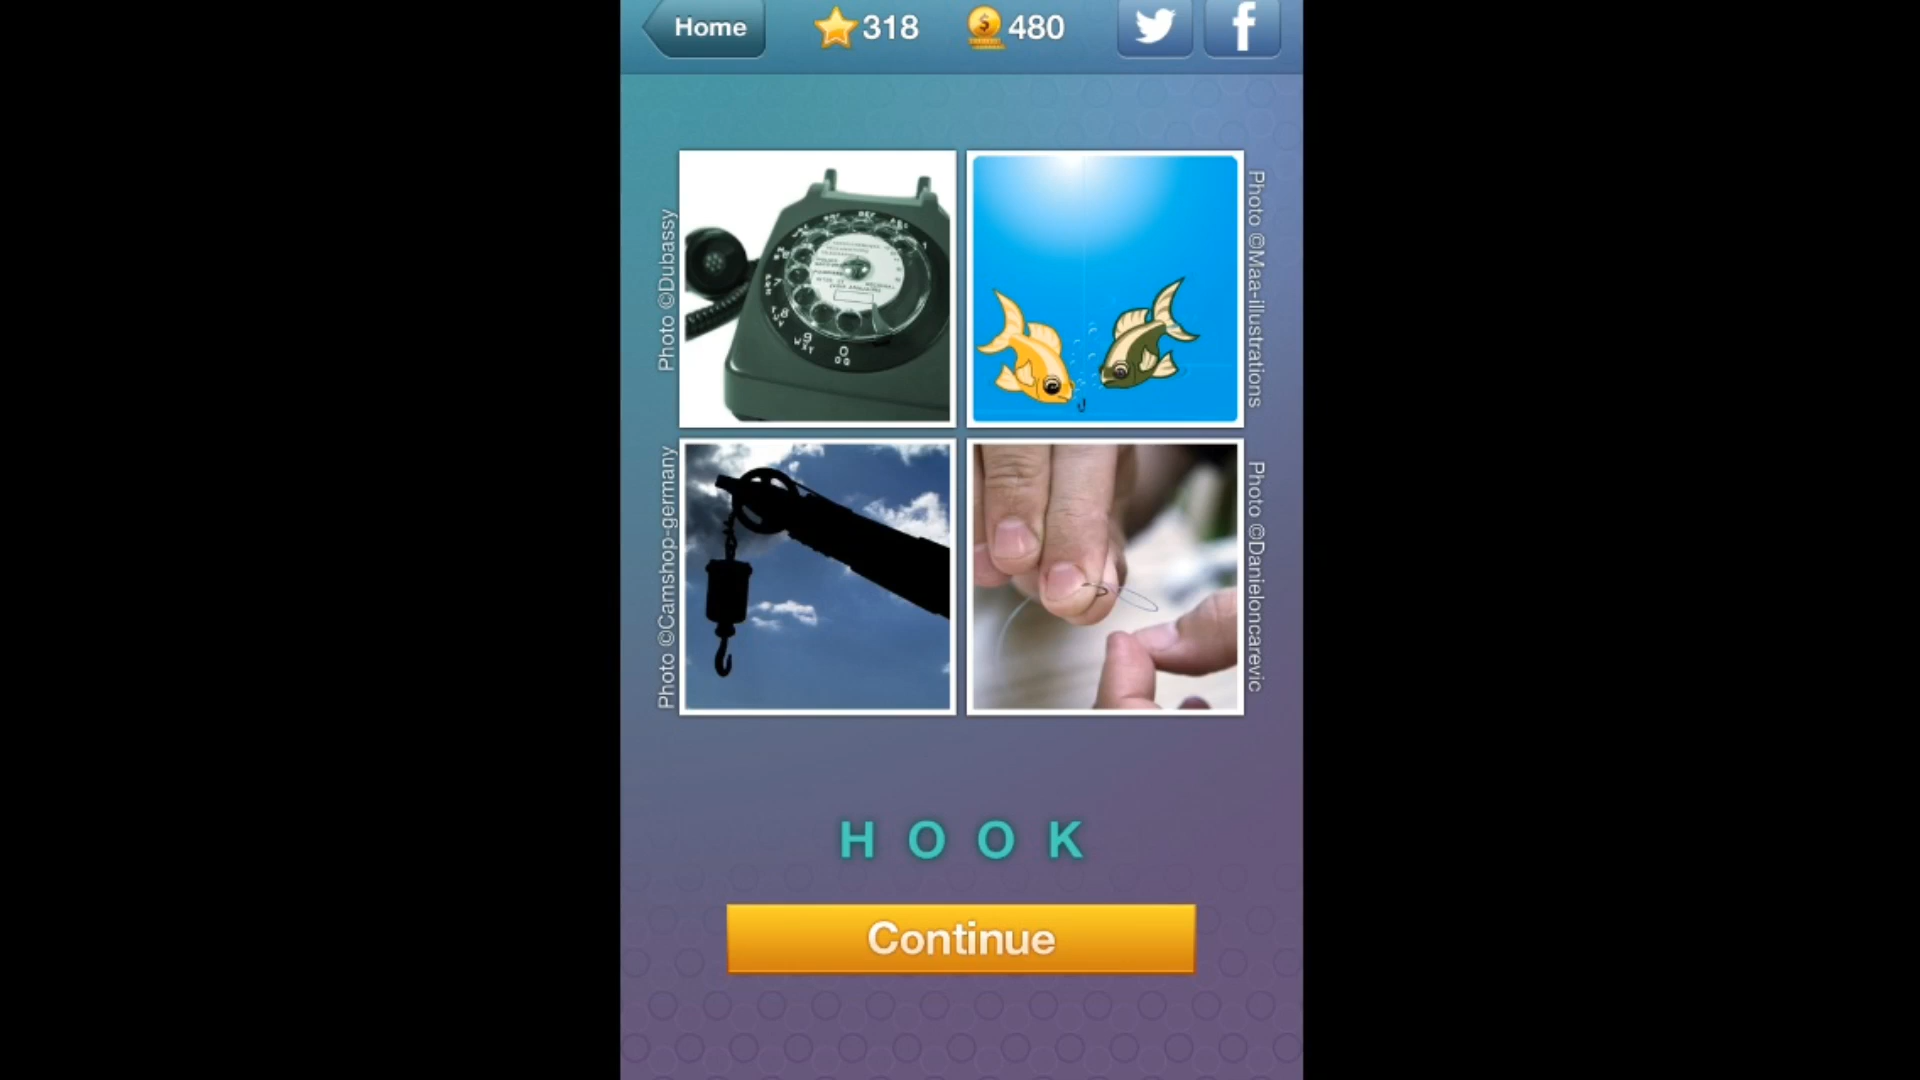 Home
318
480
Photo ©Dubassy
Photo ©Maa-illustrations
Photo ©Camshop-germany
Photo ©Danieloncarevic
H O O K
Continue